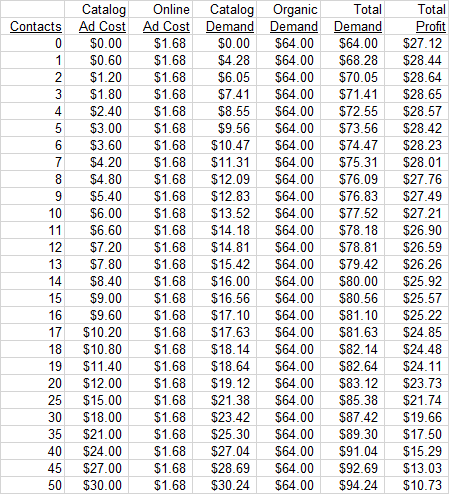 Catalog Online Catalog Organic Total Total
Contacts Ad Cost Ad Cost Demand Demand Demand Profit
0 $0.00 $1.68 $0.00 $64.00 $64.00 $27.12
1 $0.60 $1.68 $4.28 $64.00 $68.28 $28.44
2 $1.20 $1.68 $6.05 $64.00 $70.05 $28.64
3 $1.80 $1.68 $7.41 $64.00 $71.41 $28.65
4 $2.40 $1.68 $8.55 $64.00 $72.55 $28.57
5 $3.00 $1.68 $9.56 $64.00 $73.56 $28.42
6 $3.60 $1.68 $10.47 $64.00 $74.47 $28.23
7 $4.20 $1.68 $11.31 $64.00 $75.31 $28.01
8 $4.80 $1.68 $12.09 $64.00 $76.09 $27.76
9 $5.40 $1.68 $12.83 $64.00 $76.83 $27.49
10 $6.00 $1.68 $13.52 $64.00 $77.52 $27.21
11 $6.60 $1.68 $14.18 $64.00 $78.18 $26.90
12 $7.20 $1.68 $14.81 $64.00 $78.81 $26.59
13 $7.80 $1.68 $15.42 $64.00 $79.42 $26.26
14 $8.40 $1.68 $16.00 $64.00 $80.00 $25.92
15 $9.00 $1.68 $16.56 $64.00 $80.56 $25.57
16 $9.60 $1.68 $17.10 $64.00 $81.10 $25.22
17 $10.20 $1.68 $17.63 $64.00 $81.63 $24.85
18 $10.80 $1.68 $18.14 $64.00 $82.14 $24.48
19 $11.40 $1.68 $18.64 $64.00 $82.64 $24.11
20 $12.00 $1.68 $19.12 $64.00 $83.12 $23.73
25 $15.00 $1.68 $21.38 $64.00 $85.38 $21.74
30 $18.00 $1.68 $23.42 $64.00 $87.42 $19.66
35 $21.00 $1.68 $25.30 $64.00 $89.30 $17.50
40 $24.00 $1.68 $27.04 $64.00 $91.04 $15.29
45 $27.00 $1.68 $28.69 $64.00 $92.69 $13.03
50 $30.00 $1.68 $30.24 $64.00 $94.24 $10.73